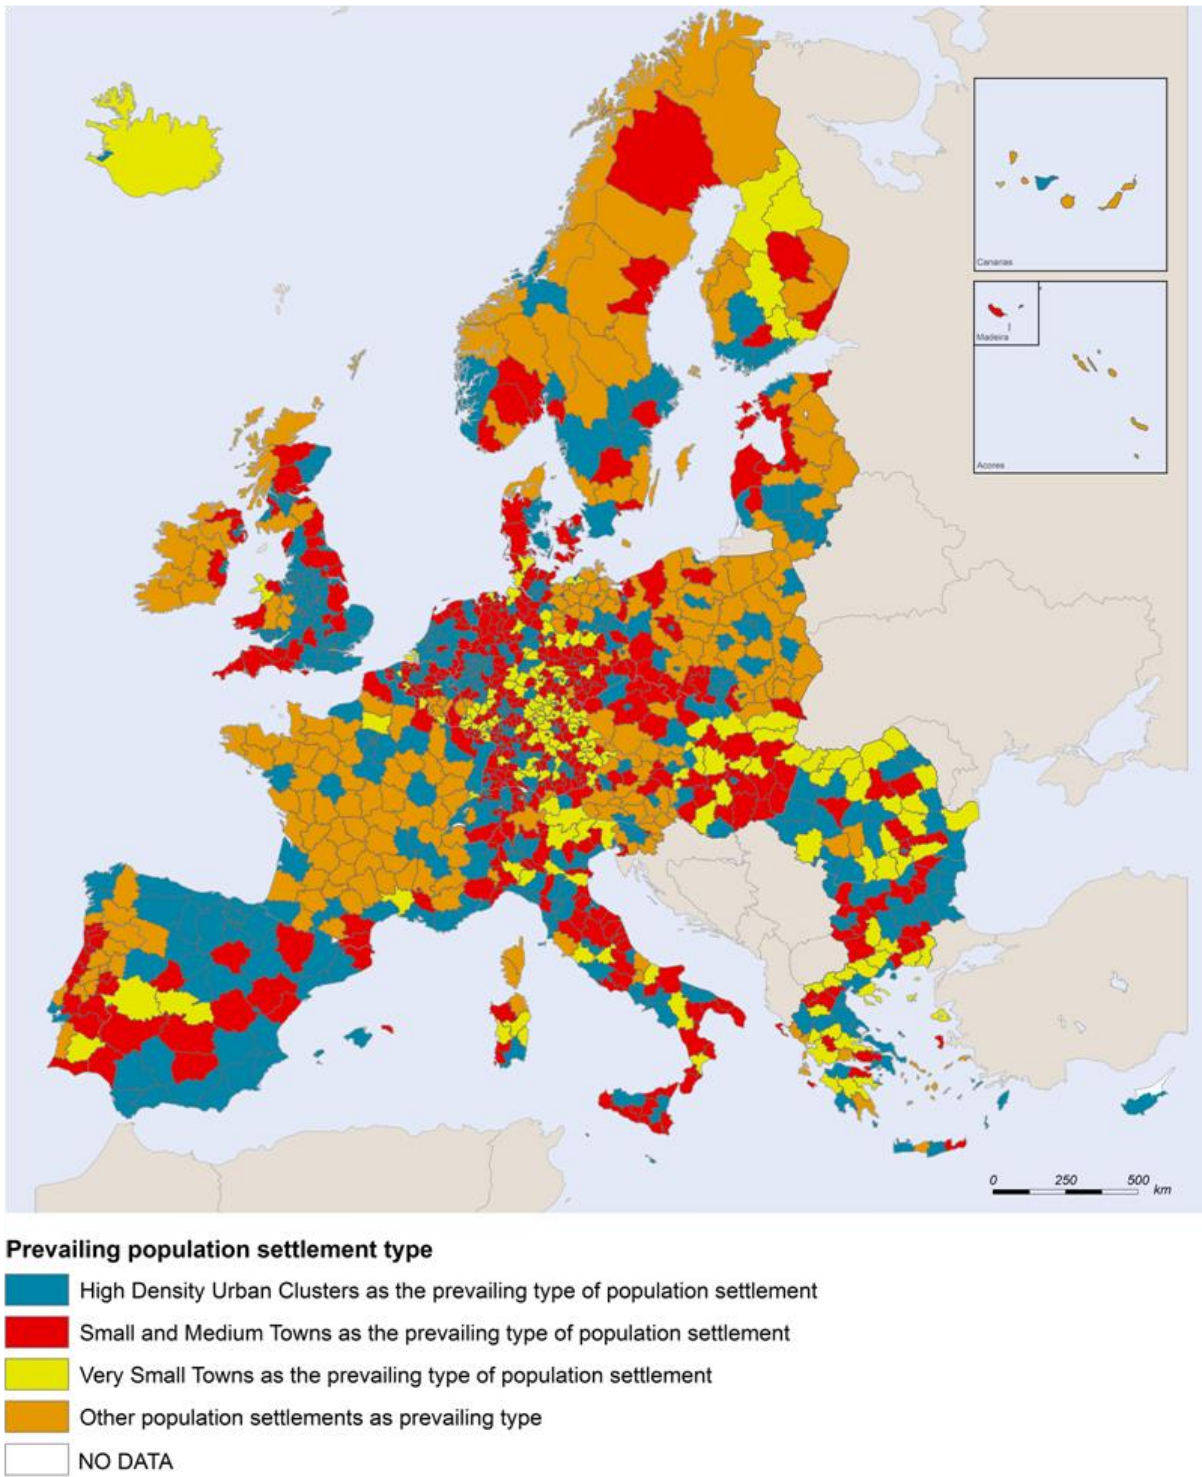 Canarias
Madeira
Acores
0 250 500
km
Prevailing population settlement type
High Density Urban Clusters as the prevailing type of population settlement
Small and Medium Towns as the prevailing type of population settlement
Very Small Towns as the prevailing type of population settlement
Other population settlements as prevailing type
NO DATA